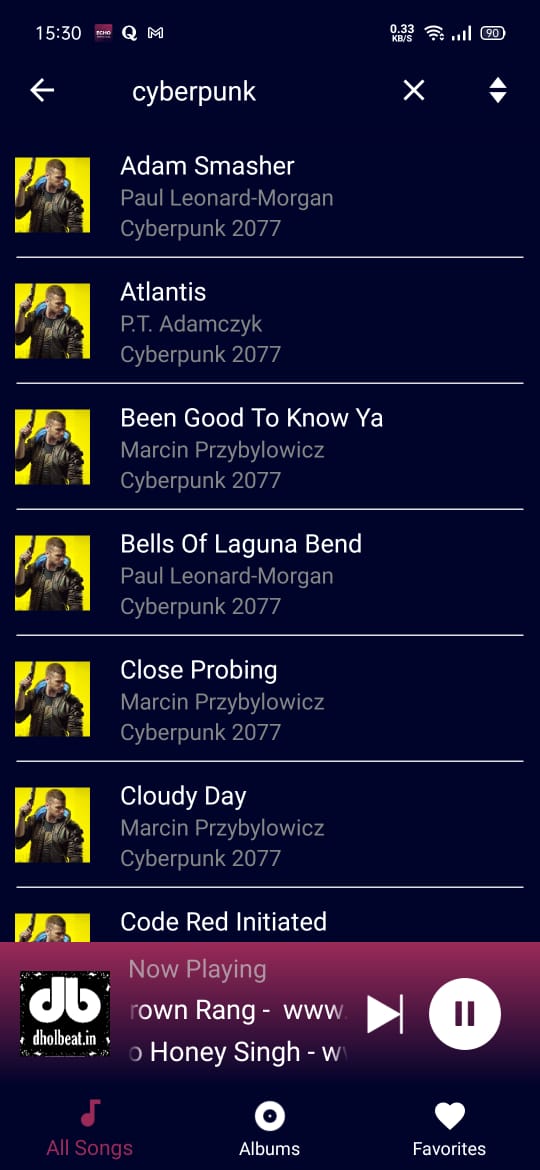 15:30 ECHO Q M 0.33 KB/S 90
cyberpunk
Adam Smasher
Paul Leonard-Morgan
Cyberpunk 2077
Atlantis
P.T. Adamczyk
Cyberpunk 2077
Been Good To Know Ya
Marcin Przybylowicz
Cyberpunk 2077
Bells Of Laguna Bend
Paul Leonard-Morgan
Cyberpunk 2077
Close Probing
Marcin Przybylowicz
Cyberpunk 2077
Cloudy Day
Marcin Przybylowicz
Cyberpunk 2077
Code Red Initiated
Now Playing
rown Rang - www.
o Honey Singh - w
db
dholbeat.in
All Songs
Albums
Favorites